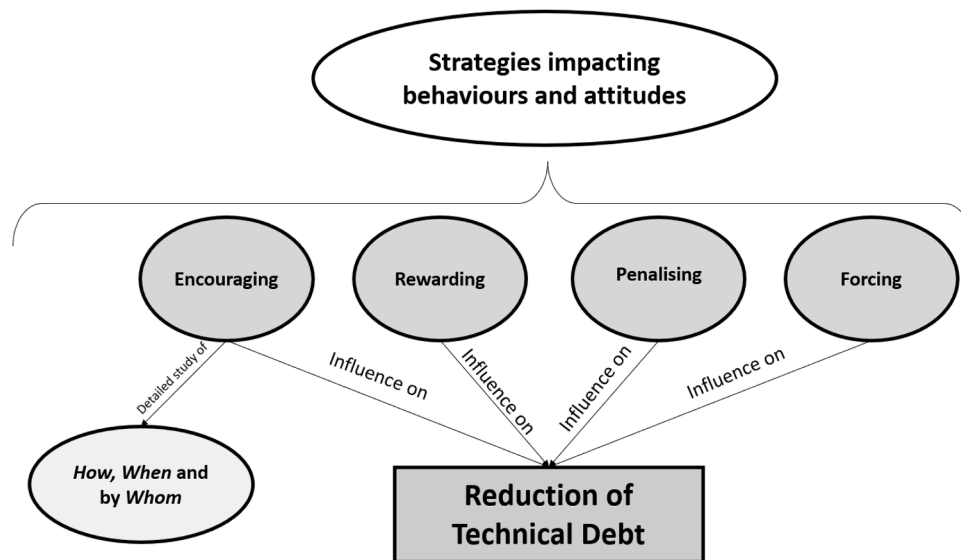 Strategies impacting
behaviours and attitudes
Encouraging
Rewarding
Penalising
Forcing
Detailed study of
Influence on
Influence on
Influence on
Influence on
How, When and
by Whom
Reduction of
Technical Debt